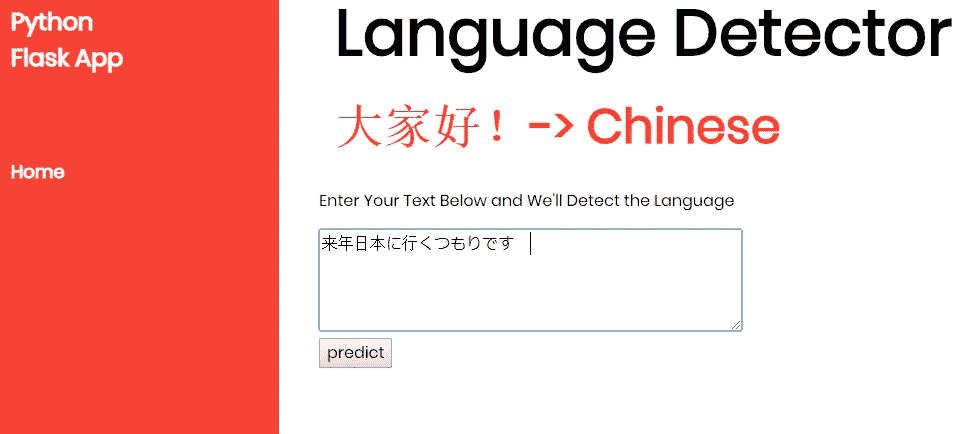 Python
Flask App
Home
Language Detector
大家好！-> Chinese
Enter Your Text Below and We'll Detect the Language
来年日本に行くつもりです
predict